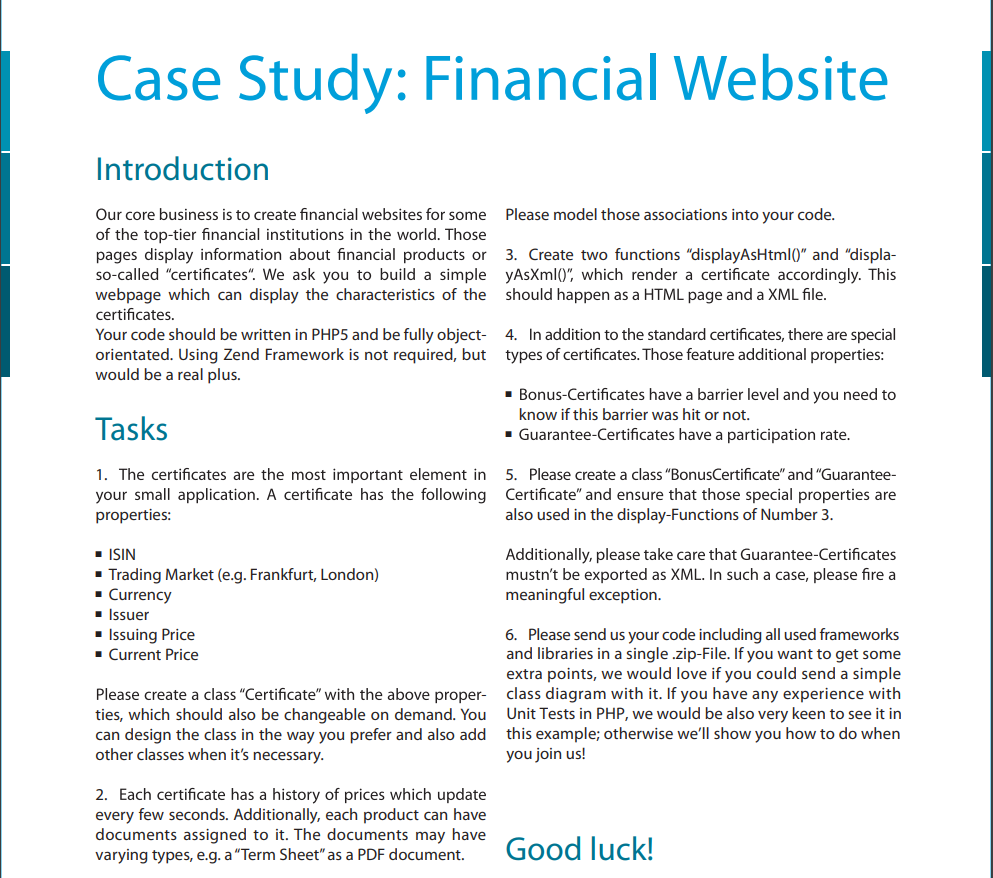 Case Study: Financial Website
Introduction
Our core business is to create financial websites for some
of the top-tier financial institutions in the world. Those
pages display information about financial products or
so-called “certificates“. We ask you to build a simple
webpage which can display the characteristics of the
certificates.
Your code should be written in PHP5 and be fully object-
orientated. Using Zend Framework is not required, but
would be a real plus.
Tasks
1. The certificates are the most important element in
your small application. A certificate has the following
properties:
▪ ISIN
▪ Trading Market (e.g. Frankfurt, London)
▪ Currency
▪ Issuer
▪ Issuing Price
▪ Current Price
Please create a class “Certificate” with the above proper-
ties, which should also be changeable on demand. You
can design the class in the way you prefer and also add
other classes when it’s necessary.
2. Each certificate has a history of prices which update
every few seconds. Additionally, each product can have
documents assigned to it. The documents may have
varying types, e.g. a “Term Sheet” as a PDF document.
Please model those associations into your code.
3. Create two functions “displayAsHtml()” and “displa-
yAsXml()”, which render a certificate accordingly. This
should happen as a HTML page and a XML file.
4. In addition to the standard certificates, there are special
types of certificates. Those feature additional properties:
▪ Bonus-Certificates have a barrier level and you need to
know if this barrier was hit or not.
▪ Guarantee-Certificates have a participation rate.
5. Please create a class “BonusCertificate” and “Guarantee-
Certificate” and ensure that those special properties are
also used in the display-Functions of Number 3.
Additionally, please take care that Guarantee-Certificates
mustn’t be exported as XML. In such a case, please fire a
meaningful exception.
6. Please send us your code including all used frameworks
and libraries in a single .zip-File. If you want to get some
extra points, we would love if you could send a simple
class diagram with it. If you have any experience with
Unit Tests in PHP, we would be also very keen to see it in
this example; otherwise we’ll show you how to do when
you join us!
Good luck!